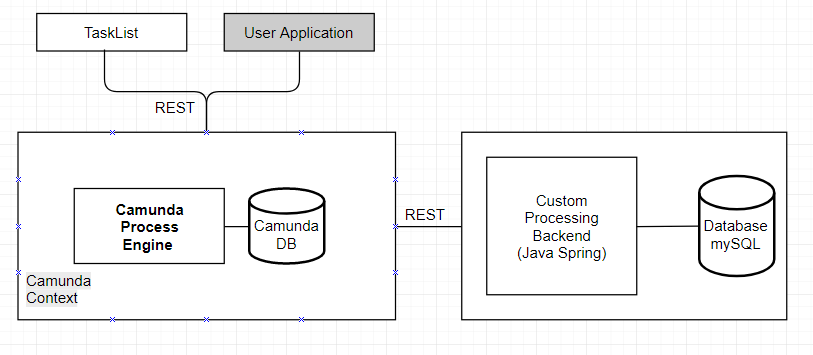 TaskList
User Application
REST
Camunda
Process
Engine
Camunda
DB
Camunda
Context
REST
Custom
Processing
Backend
(Java Spring)
Database
mySQL